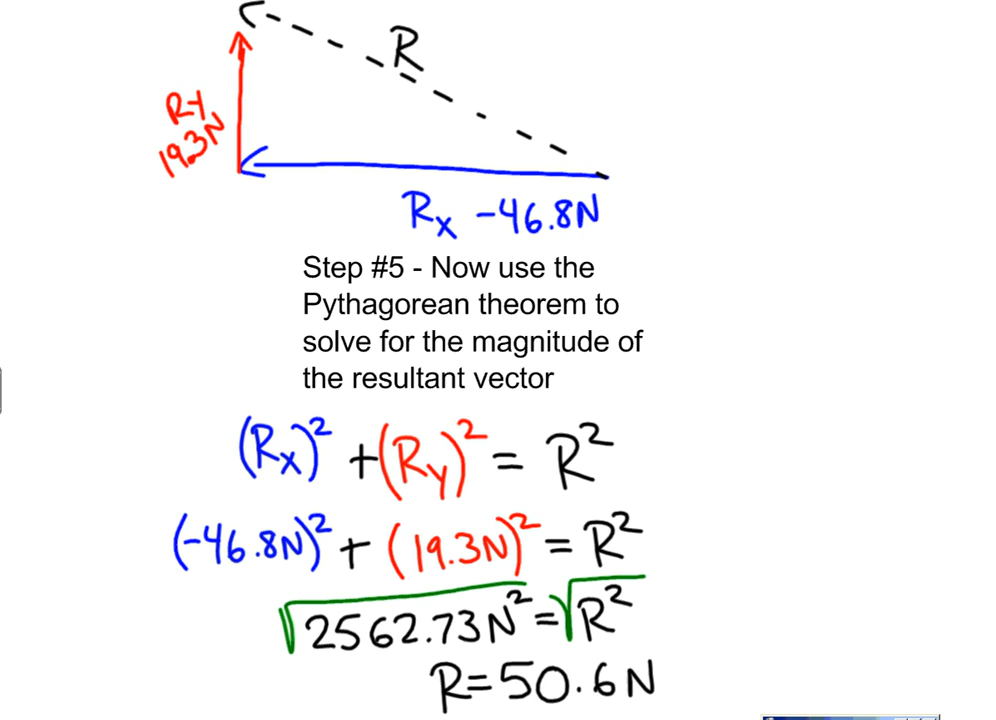 R
Ry
19.3N
Rx -46.8N
Step #5 - Now use the
Pythagorean theorem to
solve for the magnitude of
the resultant vector
(Rx)² + (Ry)² = R²
(-46.8N)² + (19.3N)² = R²
√2562.73N² = √R²
R=50.6N